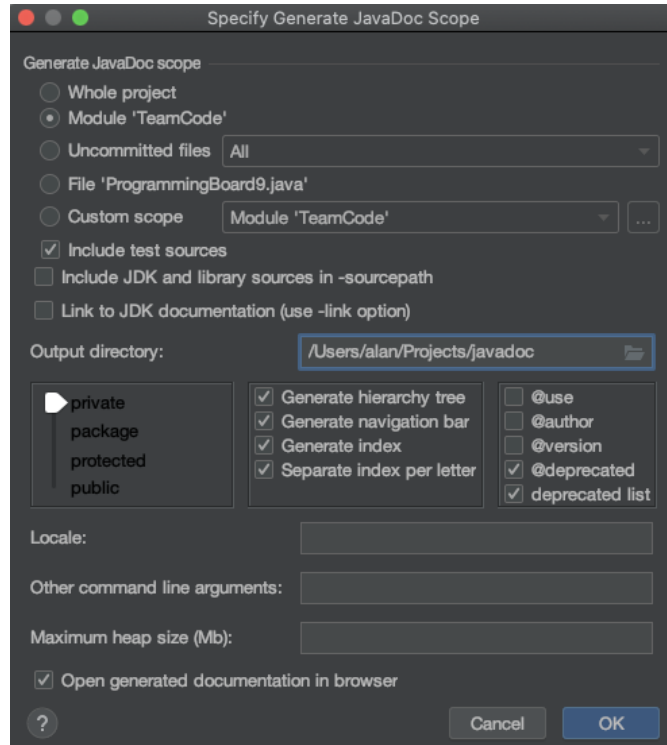 Specify Generate JavaDoc Scope
Generate JavaDoc scope
Whole project
Module 'TeamCode'
Uncommitted files All
File 'ProgrammingBoard9.java'
Custom scope Module 'TeamCode' ...
Include test sources
Include JDK and library sources in -sourcepath
Link to JDK documentation (use -link option)
Output directory: /Users/alan/Projects/javadoc
private
package
protected
public
Generate hierarchy tree
Generate navigation bar
Generate index
Separate index per letter
@use
@author
@version
@deprecated
deprecated list
Locale:
Other command line arguments:
Maximum heap size (Mb):
Open generated documentation in browser
? Cancel OK